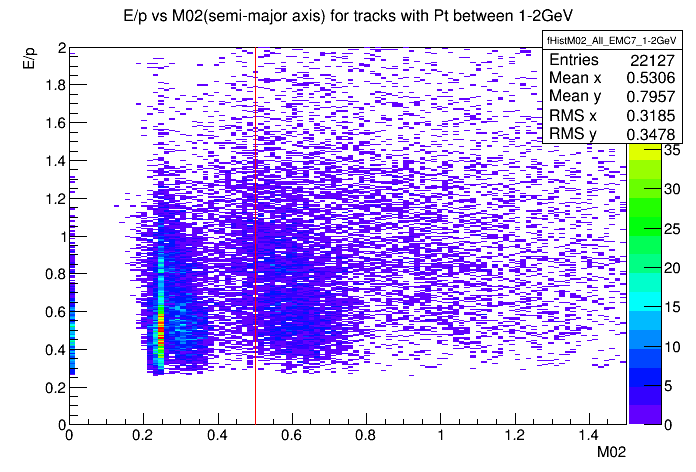 E/p vs M02(semi-major axis) for tracks with Pt between 1-2GeV
fHistM02_All_EMC7_1-2GeV
Entries 22127
Mean x 0.5306
Mean y 0.7957
RMS x 0.3185
RMS y 0.3478
E/p
2
1.8
1.6
1.4
1.2
1
0.8
0.6
0.4
0.2
0
35
30
25
20
15
10
5
0
0 0.2 0.4 0.6 0.8 1 1.2 1.4
M02